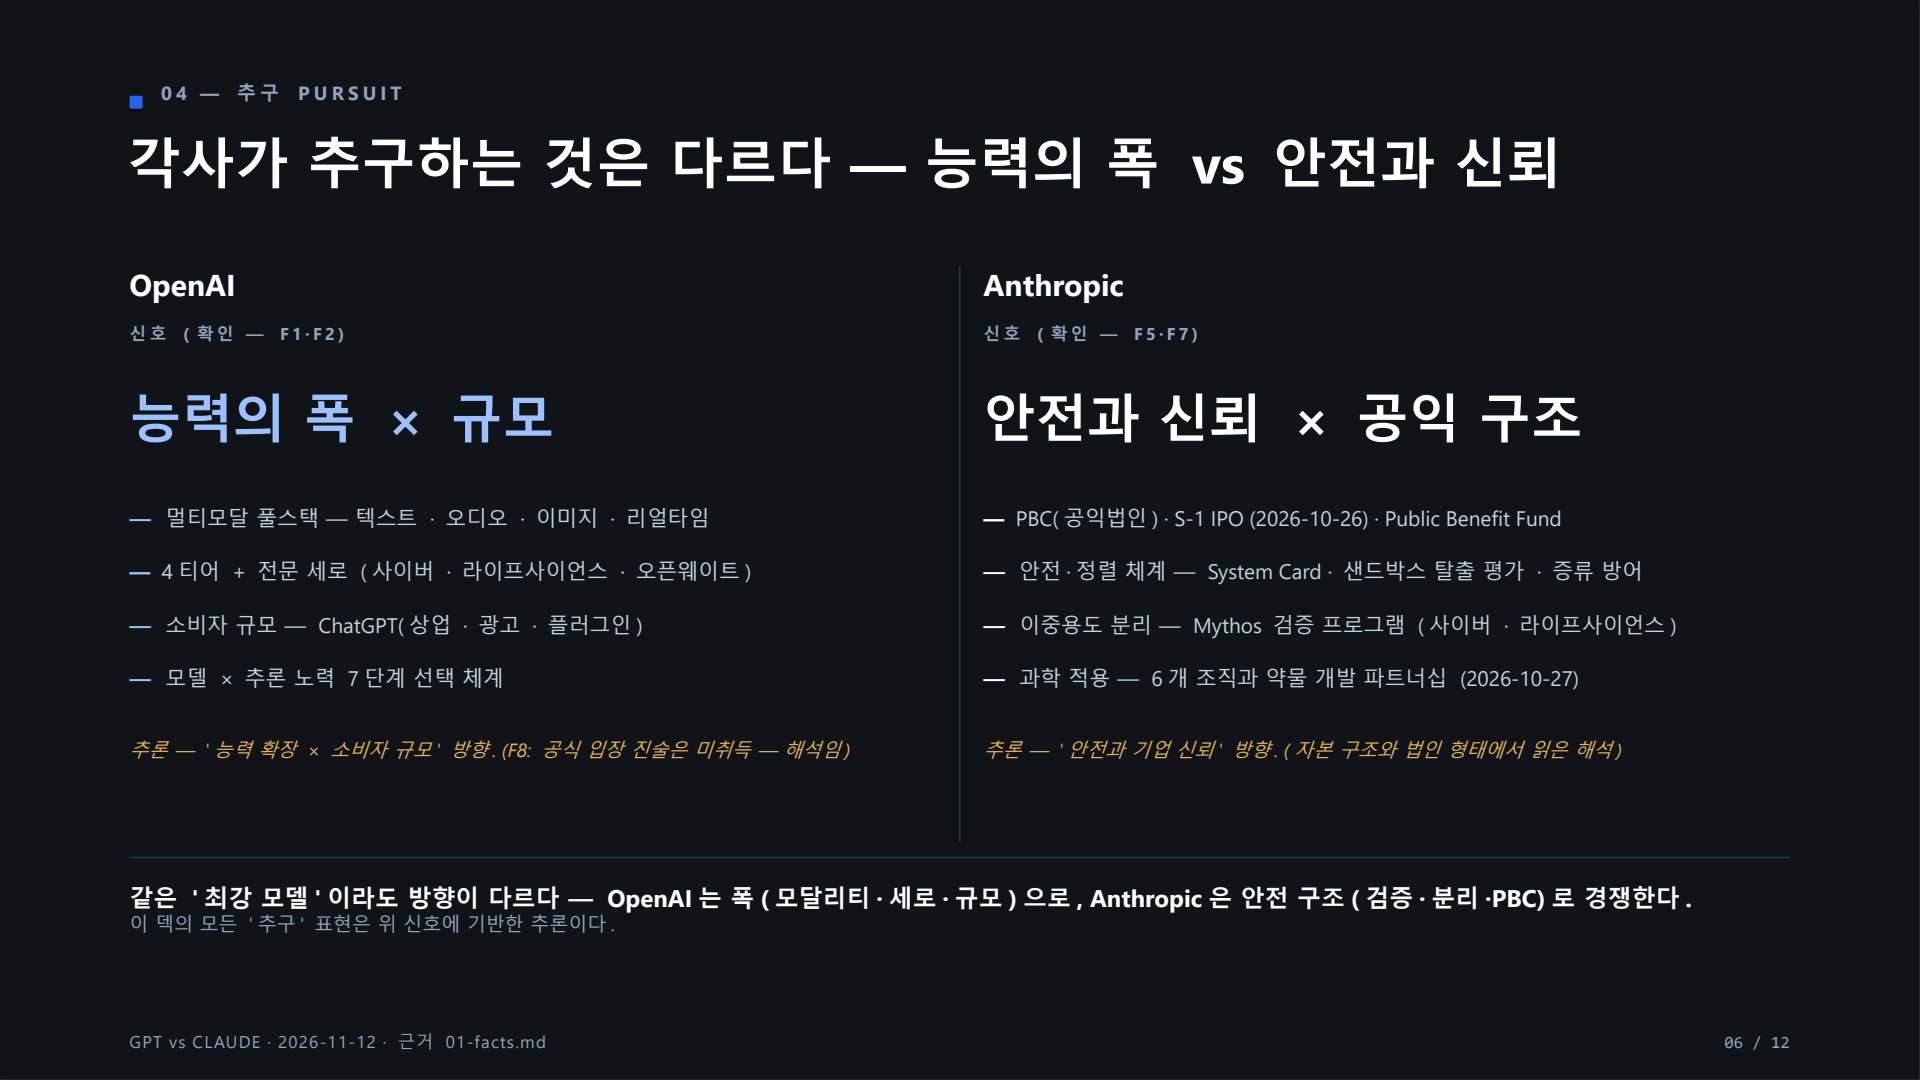 04 — 추구 PURSUIT
각사가 추구하는 것은 다르다 — 능력의 폭 vs 안전과 신뢰
OpenAI
신호 (확인 — F1·F2)
능력의 폭 × 규모
— 멀티모달 풀스택 — 텍스트 · 오디오 · 이미지 · 리얼타임
— 4티어 + 전문 세로 (사이버 · 라이프사이언스 · 오픈웨이트)
— 소비자 규모 — ChatGPT(상업 · 광고 · 플러그인)
— 모델 × 추론 노력 7단계 선택 체계
추론 — '능력 확장 × 소비자 규모' 방향. (F8: 공식 입장 진술은 미취득 — 해석임)
Anthropic
신호 (확인 — F5·F7)
안전과 신뢰 × 공익 구조
— PBC(공익법인) · S-1 IPO (2026-10-26) · Public Benefit Fund
— 안전·정렬 체계 — System Card · 샌드박스 탈출 평가 · 증류 방어
— 이중용도 분리 — Mythos 검증 프로그램 (사이버 · 라이프사이언스)
— 과학 적용 — 6개 조직과 약물 개발 파트너십 (2026-10-27)
추론 — '안전과 기업 신뢰' 방향. (자본 구조와 법인 형태에서 읽은 해석)
같은 '최강 모델'이라도 방향이 다르다 — OpenAI는 폭(모달리티·세로·규모)으로, Anthropic은 안전 구조(검증·분리·PBC)로 경쟁한다.
이 덱의 모든 '추구' 표현은 위 신호에 기반한 추론이다.
GPT vs CLAUDE · 2026-11-12 · 근거 01-facts.md
06 / 12